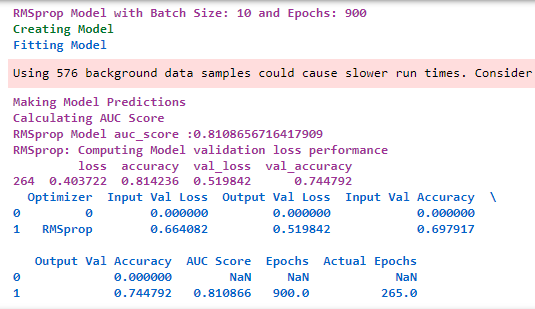 RMSprop Model with Batch Size: 10 and Epochs: 900
Creating Model
Fitting Model
Using 576 background data samples could cause slower run times. Consider
Making Model Predictions
Calculating AUC Score
RMSprop Model auc_score :0.8108656716417909
RMSprop: Computing Model validation loss performance
loss accuracy val_loss val_accuracy
264 0.403722 0.814236 0.519842 0.744792
Optimizer Input Val Loss Output Val Loss Input Val Accuracy \
0 0 0.000000 0.000000 0.000000
1 RMSprop 0.664082 0.519842 0.697917
Output Val Accuracy AUC Score Epochs Actual Epochs
0 0.000000 NaN NaN NaN
1 0.744792 0.810866 900.0 265.0